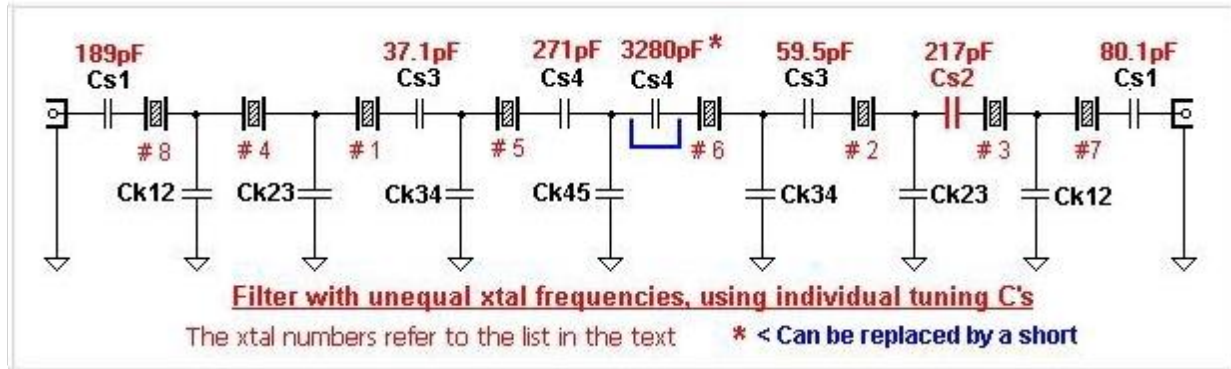 189pF 37.1pF 271pF 3280pF* 59.5pF 217pF 80.1pF
Cs1 Cs3 Cs4 Cs4 Cs3 Cs2 Cs1
# 8 # 4 # 1 # 5 # 6 # 2 # 3 #7
Ck12 Ck23 Ck34 Ck45 Ck34 Ck23 Ck12
Filter with unequal xtal frequencies, using individual tuning C's
The xtal numbers refer to the list in the text * < Can be replaced by a short